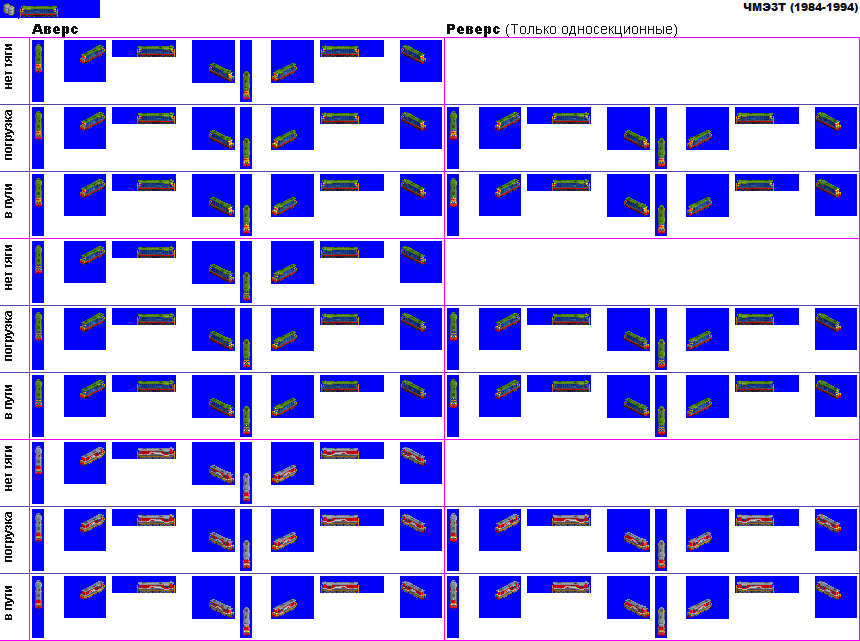 ЧМЭ3Т (1984-1994)
Аверс
Реверс (Только односекционные)
нет тяги
погрузка
в пути
нет тяги
погрузка
в пути
нет тяги
погрузка
в пути